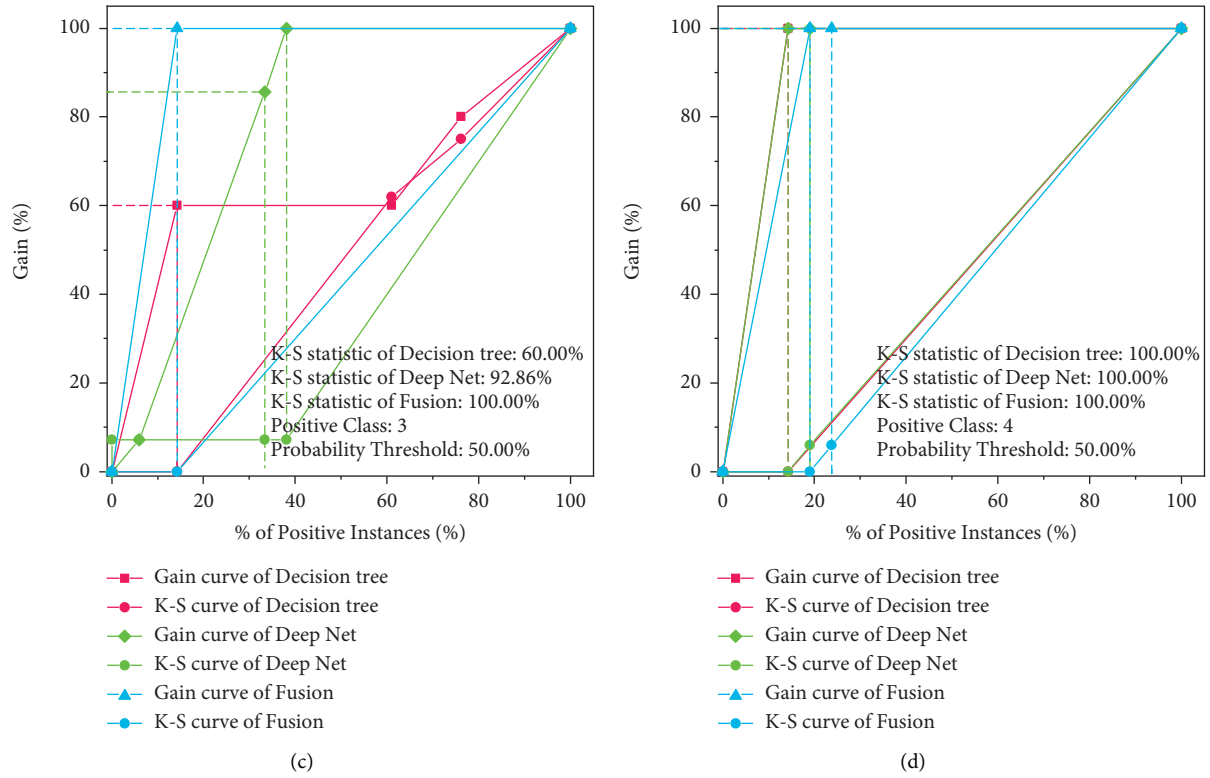 100
80
60
40
20
0
Gain (%)
K-S statistic of Decision tree: 60.00%
K-S statistic of Deep Net: 92.86%
K-S statistic of Fusion: 100.00%
Positive Class: 3
Probability Threshold: 50.00%
0 20 40 60 80 100
% of Positive Instances (%)
Gain curve of Decision tree
K-S curve of Decision tree
Gain curve of Deep Net
K-S curve of Deep Net
Gain curve of Fusion
K-S curve of Fusion
(c)
100
80
60
40
20
0
Gain (%)
K-S statistic of Decision tree: 100.00%
K-S statistic of Deep Net: 100.00%
K-S statistic of Fusion: 100.00%
Positive Class: 4
Probability Threshold: 50.00%
0 20 40 60 80 100
% of Positive Instances (%)
Gain curve of Decision tree
K-S curve of Decision tree
Gain curve of Deep Net
K-S curve of Deep Net
Gain curve of Fusion
K-S curve of Fusion
(d)